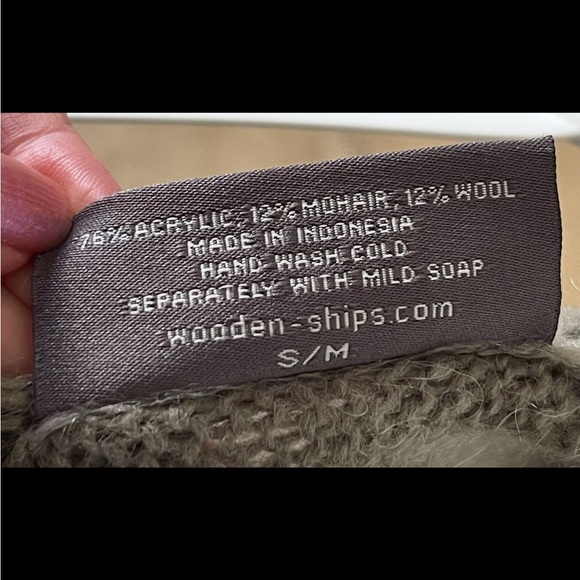 76% ACRYLIC, 12% MOHAIR, 12% WOOL
MADE IN INDONESIA
HAND WASH COLD
SEPARATELY WITH MILD SOAP
wooden-ships.com
S/M